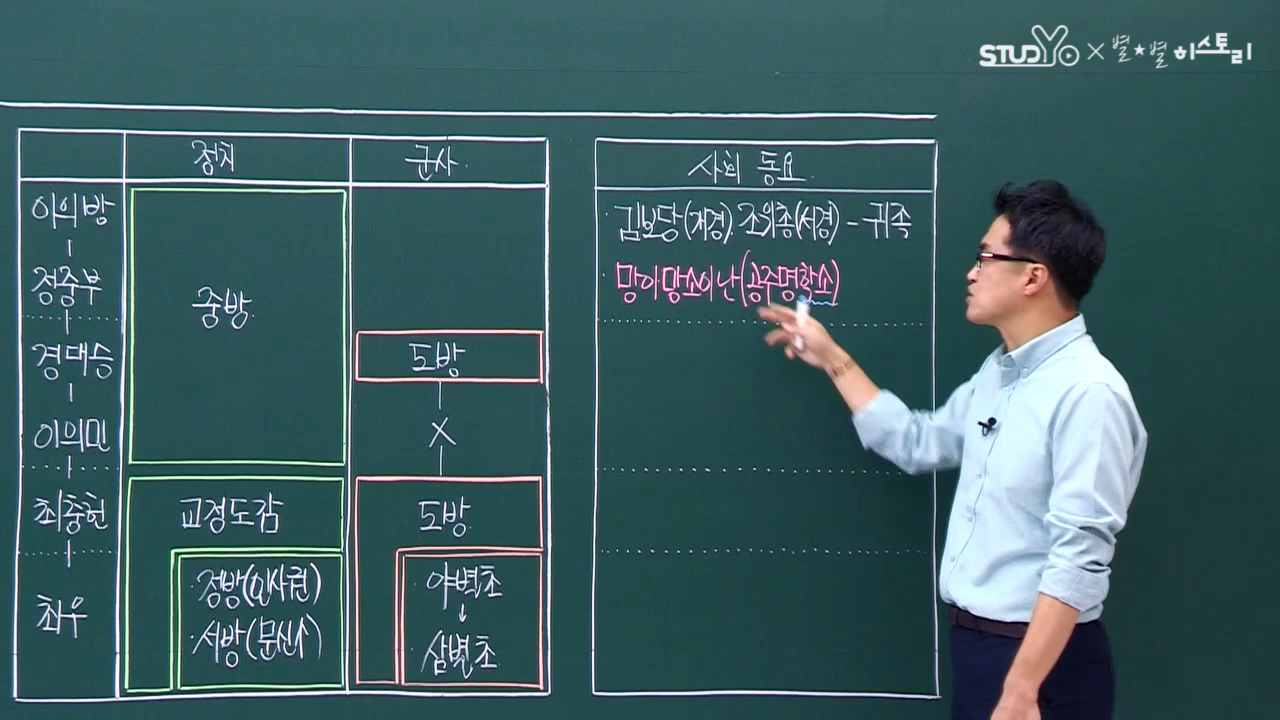 STUDYo × 별★별 히스토리
정치 군사 사회 동요
이의방
정중부
경대승
이의민
최충헌
최우
중방
교정도감
·정방(인사권)
·서방(문신↑)
도방
X
도방
야별초
↓
삼별초
·김보당(개경). 조위총(서경) - 귀족
망이 망소이 난 (공주명학소)